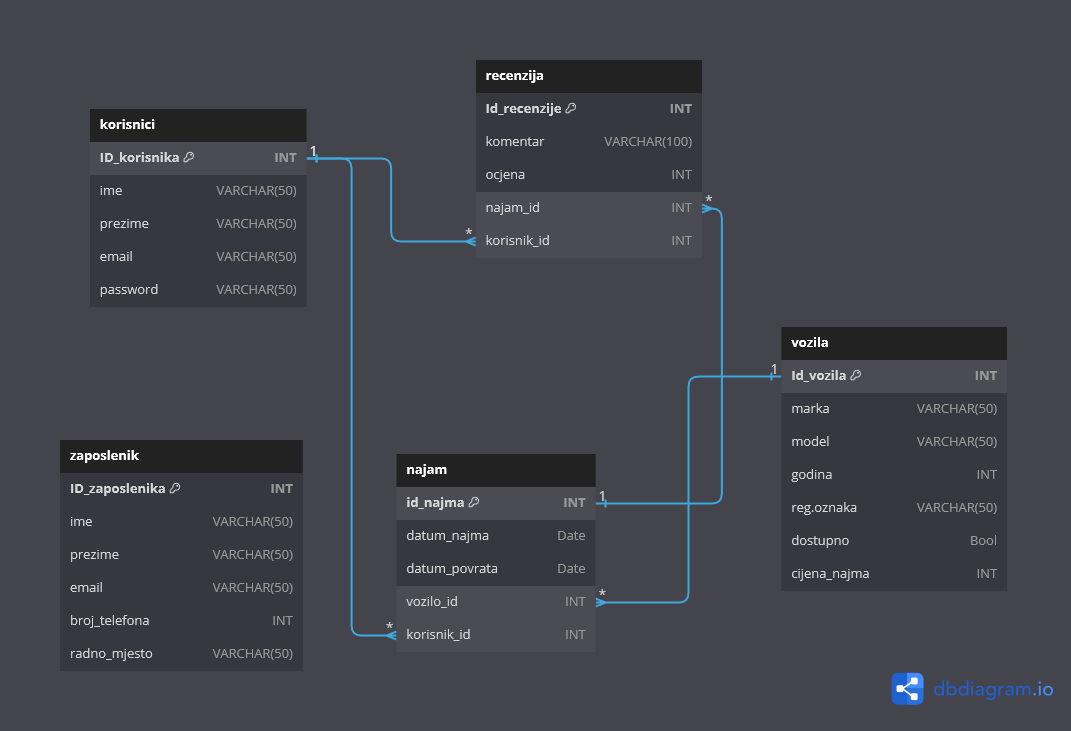 korisnici
ID_korisnika INT
ime VARCHAR(50)
prezime VARCHAR(50)
email VARCHAR(50)
password VARCHAR(50)
1
recenzija
Id_recenzije INT
komentar VARCHAR(100)
ocjena INT
najam_id INT
korisnik_id INT
*
*
vozila
Id_vozila INT
marka VARCHAR(50)
model VARCHAR(50)
godina INT
reg.oznaka VARCHAR(50)
dostupno Bool
cijena_najma INT
1
zaposlenik
ID_zaposlenika INT
ime VARCHAR(50)
prezime VARCHAR(50)
email VARCHAR(50)
broj_telefona INT
radno_mjesto VARCHAR(50)
najam
id_najma INT
datum_najma Date
datum_povrata Date
vozilo_id INT
korisnik_id INT
1
*
*
dbdiagram.io